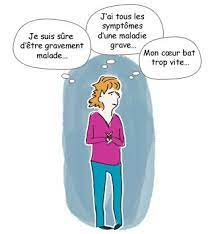 Je suis sûre
d'être gravement
malade...
J'ai tous les
symptômes
d'une maladie
grave...
Mon cœur bat
trop vite...